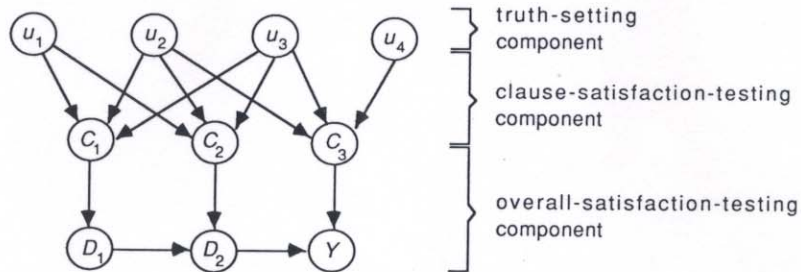 u1 u2 u3 u4
truth-setting
component
clause-satisfaction-testing
component
C1 C2 C3
overall-satisfaction-testing
component
D1 D2 Y